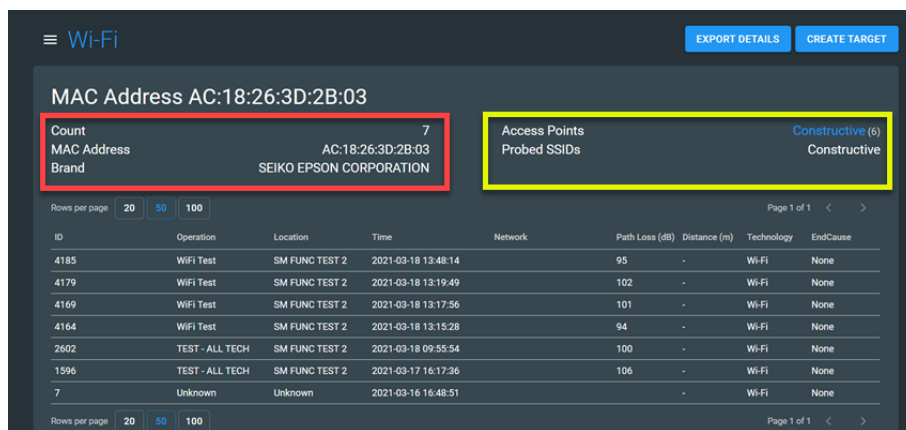 ≡ Wi-Fi EXPORT DETAILS CREATE TARGET
MAC Address AC:18:26:3D:2B:03
Count 7 Access Points Constructive (6)
MAC Address AC:18:26:3D:2B:03 Probed SSIDs Constructive
Brand SEIKO EPSON CORPORATION
Rows per page 20 50 100 Page 1 of 1 < >
ID Operation Location Time Network Path Loss (dB) Distance (m) Technology EndCause
4185 WiFi Test SM FUNC TEST 2 2021-03-18 13:48:14 95 - Wi-Fi None
4179 WiFi Test SM FUNC TEST 2 2021-03-18 13:19:49 102 - Wi-Fi None
4169 WiFi Test SM FUNC TEST 2 2021-03-18 13:17:56 101 - Wi-Fi None
4164 WiFi Test SM FUNC TEST 2 2021-03-18 13:15:28 94 - Wi-Fi None
2602 TEST - ALL TECH SM FUNC TEST 2 2021-03-18 09:55:54 100 - Wi-Fi None
1596 TEST - ALL TECH SM FUNC TEST 2 2021-03-17 16:17:36 106 - Wi-Fi None
7 Unknown Unknown 2021-03-16 16:48:51 - Wi-Fi None
Rows per page 20 50 100 Page 1 of 1 < >